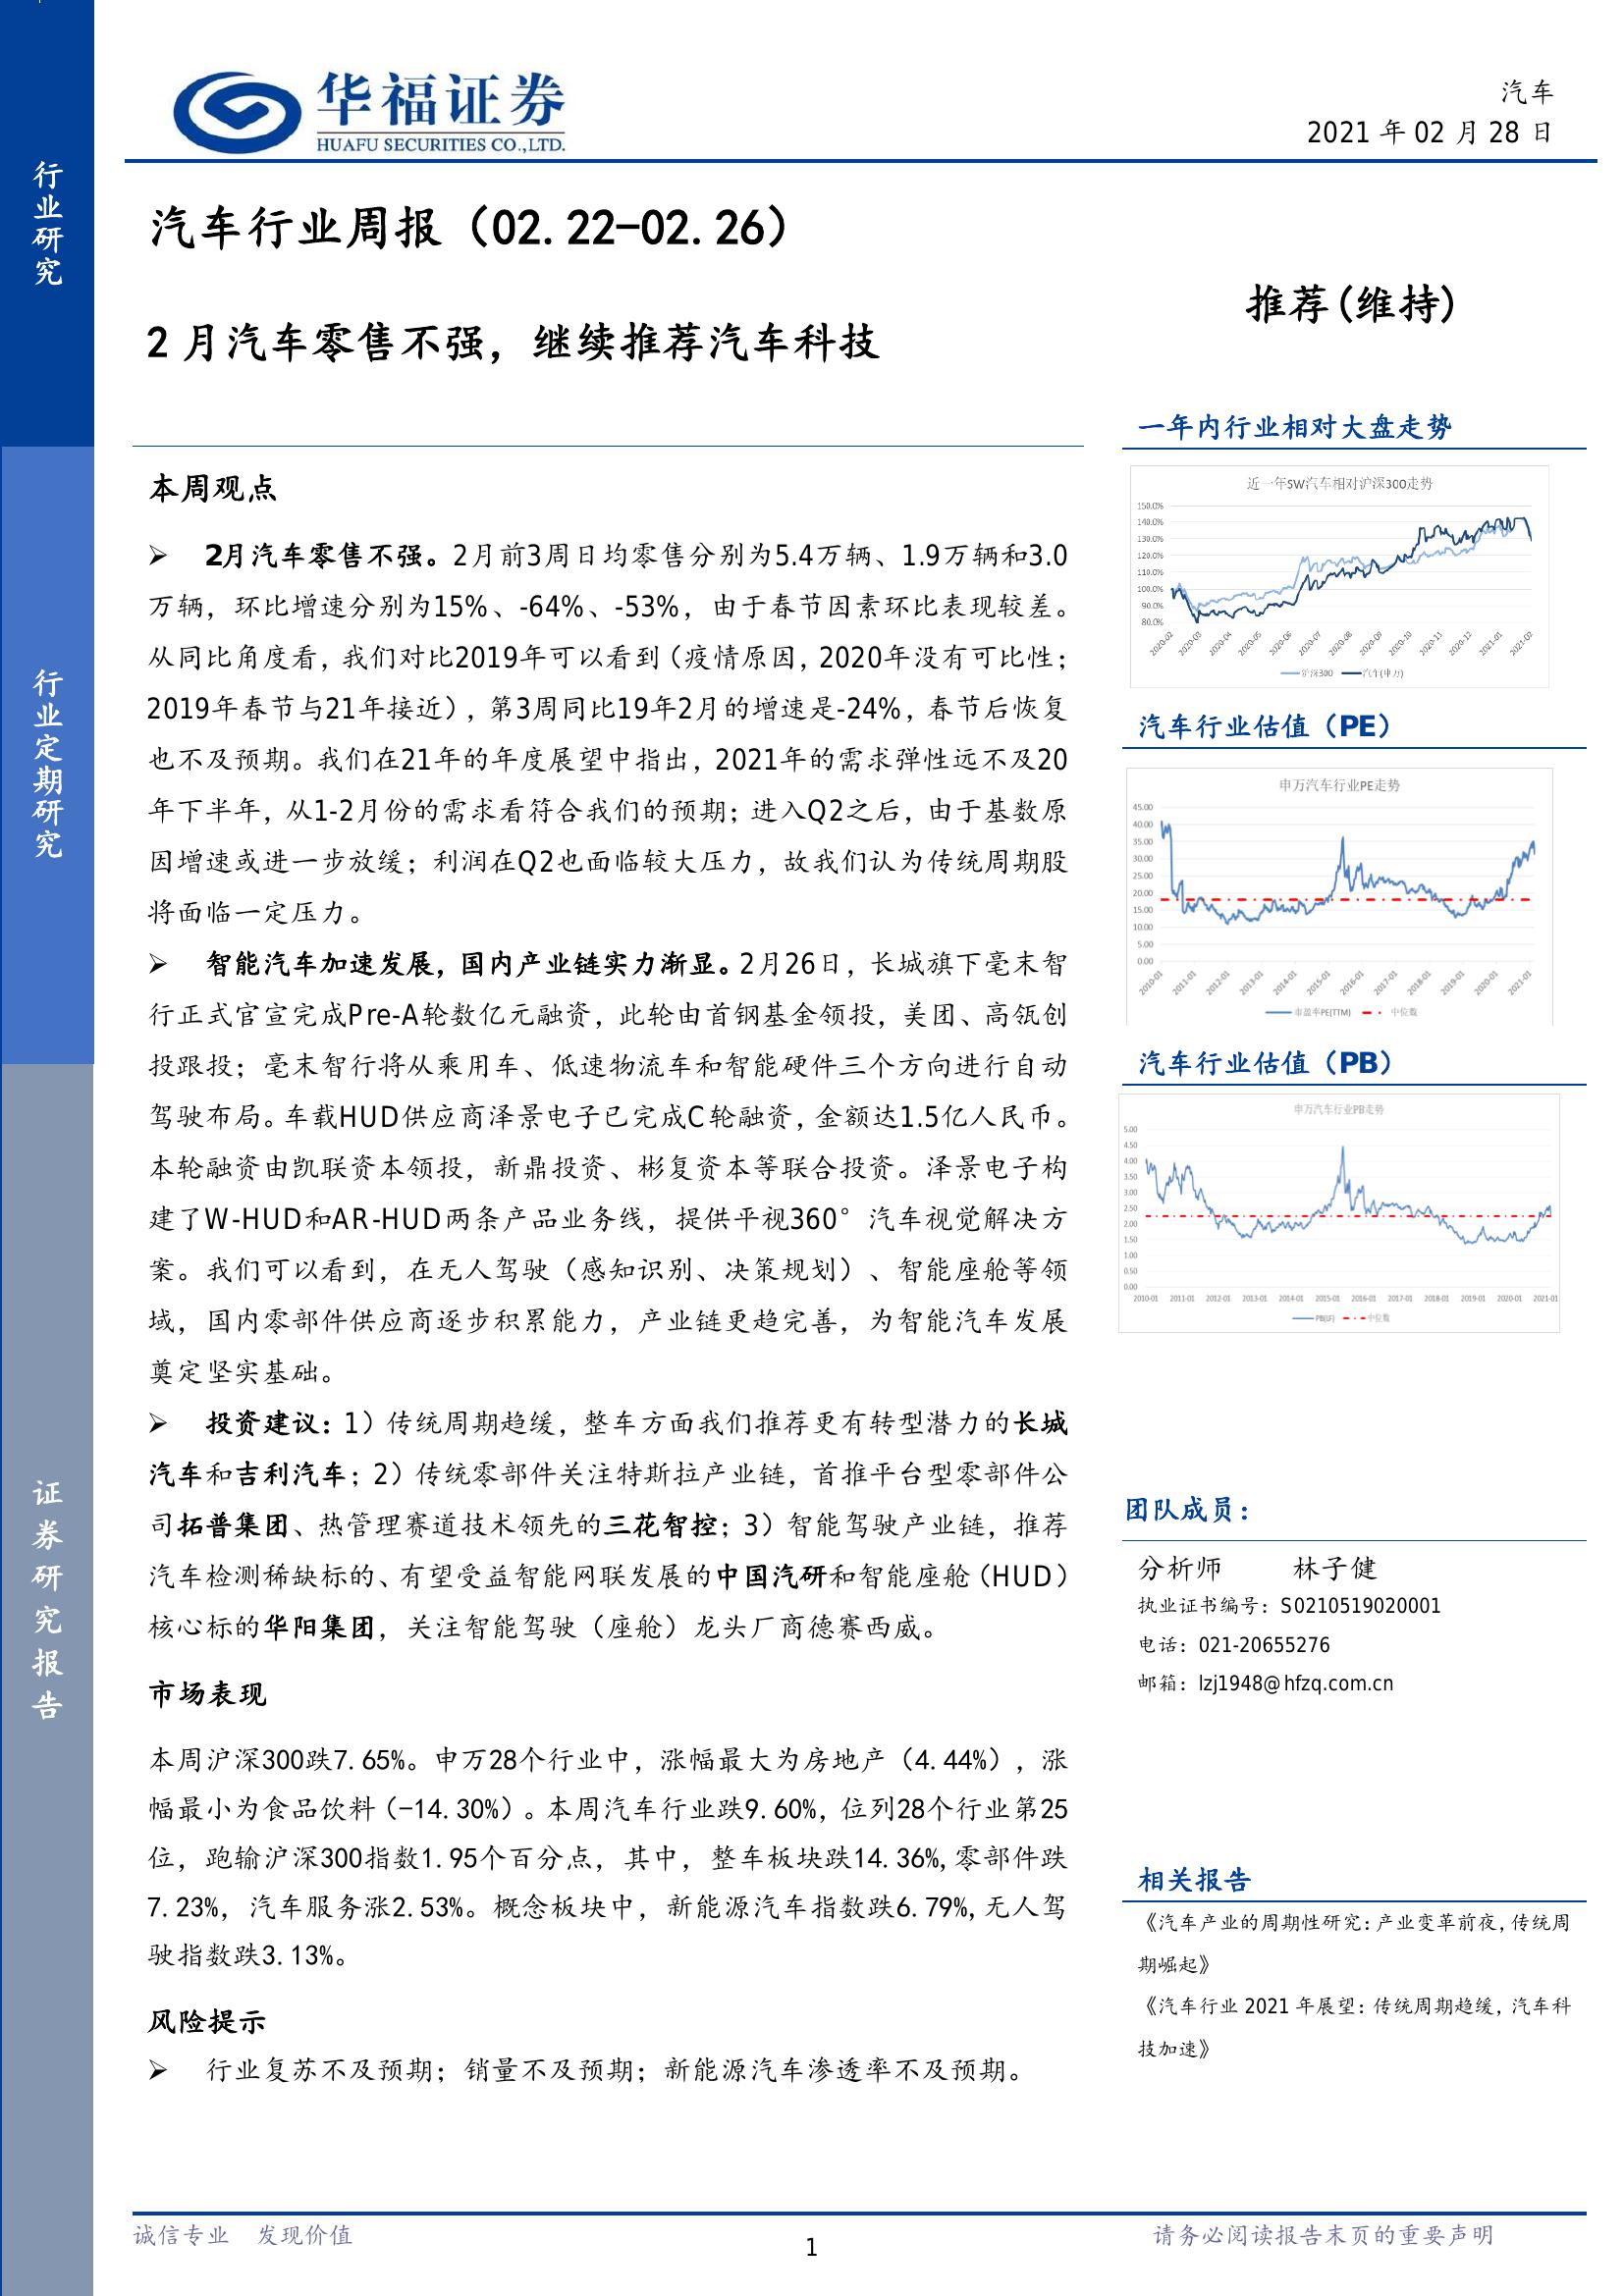 行业研究
行业定期研究
证券研究报告
华福证券
HUAFU SECURITIES CO.,LTD.
汽车
2021 年 02 月 28 日
汽车行业周报（02.22-02.26）
2 月汽车零售不强，继续推荐汽车科技
推荐(维持)
本周观点
➢ 2月汽车零售不强。2月前3周日均零售分别为5.4万辆、1.9万辆和3.0
万辆，环比增速分别为15%、-64%、-53%，由于春节因素环比表现较差。
从同比角度看，我们对比2019年可以看到（疫情原因，2020年没有可比性；
2019年春节与21年接近），第3周同比19年2月的增速是-24%，春节后恢复
也不及预期。我们在21年的年度展望中指出，2021年的需求弹性远不及20
年下半年，从1-2月份的需求看符合我们的预期；进入Q2之后，由于基数原
因增速或进一步放缓；利润在Q2也面临较大压力，故我们认为传统周期股
将面临一定压力。
➢ 智能汽车加速发展，国内产业链实力渐显。2月26日，长城旗下毫末智
行正式官宣完成Pre-A轮数亿元融资，此轮由首钢基金领投，美团、高瓴创
投跟投；毫末智行将从乘用车、低速物流车和智能硬件三个方向进行自动
驾驶布局。车载HUD供应商泽景电子已完成C轮融资，金额达1.5亿人民币。
本轮融资由凯联资本领投，新鼎投资、彬复资本等联合投资。泽景电子构
建了W-HUD和AR-HUD两条产品业务线，提供平视360°汽车视觉解决方
案。我们可以看到，在无人驾驶（感知识别、决策规划）、智能座舱等领
域，国内零部件供应商逐步积累能力，产业链更趋完善，为智能汽车发展
奠定坚实基础。
➢ 投资建议：1）传统周期趋缓，整车方面我们推荐更有转型潜力的长城
汽车和吉利汽车；2）传统零部件关注特斯拉产业链，首推平台型零部件公
司拓普集团、热管理赛道技术领先的三花智控；3）智能驾驶产业链，推荐
汽车检测稀缺标的、有望受益智能网联发展的中国汽研和智能座舱（HUD）
核心标的华阳集团，关注智能驾驶（座舱）龙头厂商德赛西威。
市场表现
本周沪深300跌7.65%。申万28个行业中，涨幅最大为房地产（4.44%），涨
幅最小为食品饮料（-14.30%）。本周汽车行业跌9.60%，位列28个行业第25
位，跑输沪深300指数1.95个百分点，其中，整车板块跌14.36%,零部件跌
7.23%，汽车服务涨2.53%。概念板块中，新能源汽车指数跌6.79%,无人驾
驶指数跌3.13%。
风险提示
➢ 行业复苏不及预期；销量不及预期；新能源汽车渗透率不及预期。
一年内行业相对大盘走势
近一年SW汽车相对沪深300走势
150.0%
140.0%
130.0%
120.0%
110.0%
100.0%
90.0%
80.0%
2020-02 2020-03 2020-04 2020-05 2020-06 2020-07 2020-08 2020-09 2020-10 2020-11 2020-12 2021-01 2021-02
沪深300 汽车(申万)
汽车行业估值（PE）
申万汽车行业PE走势
45.00
40.00
35.00
30.00
25.00
20.00
15.00
10.00
5.00
0.00
2010-01 2011-01 2012-01 2013-01 2014-01 2015-01 2016-01 2017-01 2018-01 2019-01 2020-01 2021-01
市盈率PE(TTM) 中位数
汽车行业估值（PB）
申万汽车行业PB走势
5.00
4.50
4.00
3.50
3.00
2.50
2.00
1.50
1.00
0.50
0.00
2010-01 2011-01 2012-01 2013-01 2014-01 2015-01 2016-01 2017-01 2018-01 2019-01 2020-01 2021-01
PB(LF) 中位数
团队成员：
分析师 林子健
执业证书编号：S0210519020001
电话：021-20655276
邮箱：lzj1948@hfzq.com.cn
相关报告
《汽车产业的周期性研究：产业变革前夜，传统周
期崛起》
《汽车行业 2021 年展望：传统周期趋缓，汽车科
技加速》
诚信专业 发现价值
1
请务必阅读报告末页的重要声明